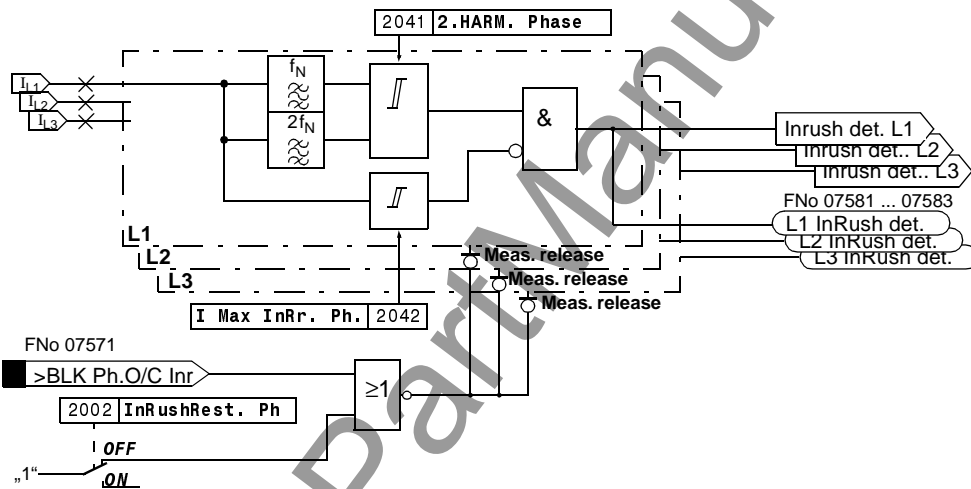 2041 2.HARM. Phase
fN
2fN
IL1
IL2
IL3
&
Inrush det. L1
Inrush det.. L2
Inrush det.. L3
FNo 07581 ... 07583
L1 InRush det.
L2 InRush det.
L3 InRush det.
L1
L2
L3
Meas. release
Meas. release
Meas. release
I Max InRr. Ph. 2042
FNo 07571
>BLK Ph.O/C Inr
≥1
2002 InRushRest. Ph
OFF
„1“
ON
PartManu